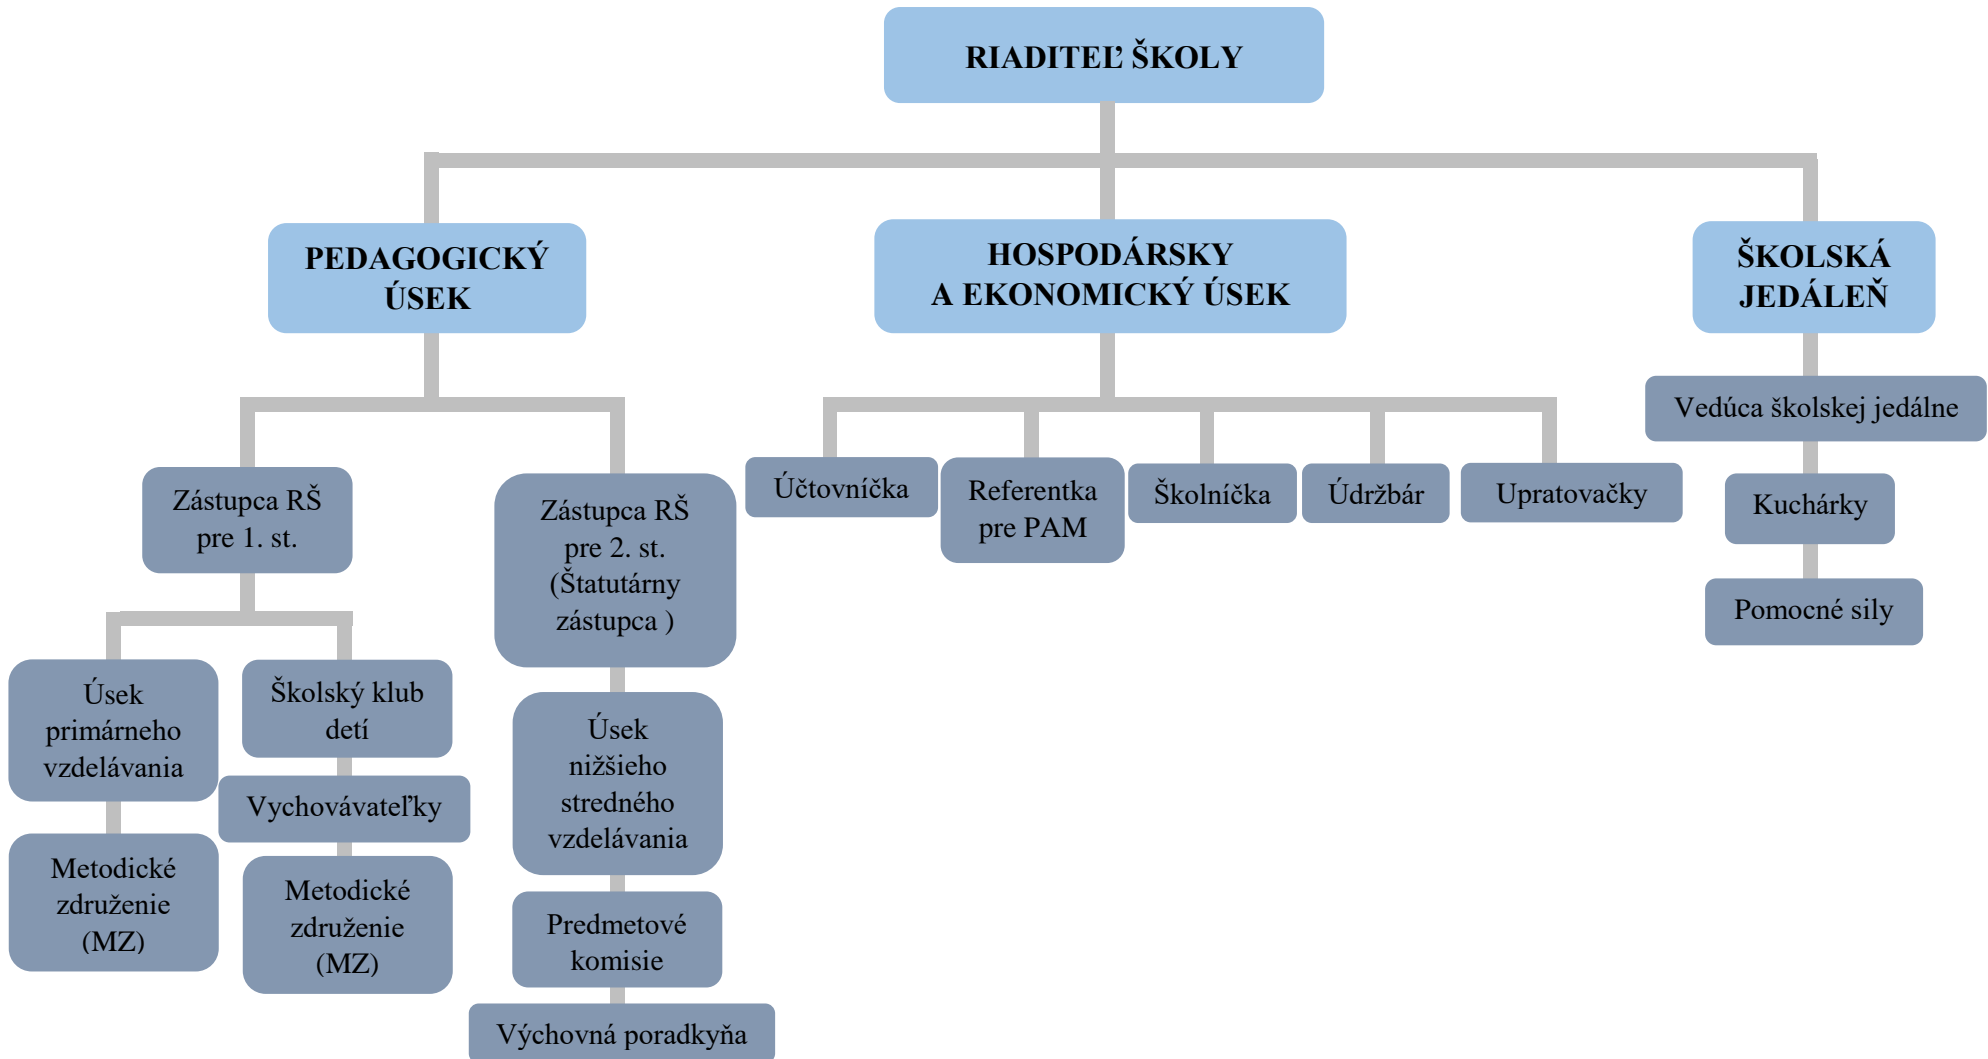 RIADITEĽ ŠKOLY
PEDAGOGICKÝ
ÚSEK
HOSPODÁRSKY
A EKONOMICKÝ ÚSEK
ŠKOLSKÁ
JEDÁLEŇ
Zástupca RŠ
pre 1. st.
Zástupca RŠ
pre 2. st.
(Štatutárny
zástupca )
Účtovníčka
Referentka
pre PAM
Školníčka
Údržbár
Upratovačky
Vedúca školskej jedálne
Kuchárky
Pomocné sily
Úsek
primárneho
vzdelávania
Školský klub
detí
Vychovávateľky
Metodické
združenie
(MZ)
Metodické
združenie
(MZ)
Úsek
nižšieho
stredného
vzdelávania
Predmetové
komisie
Výchovná poradkyňa